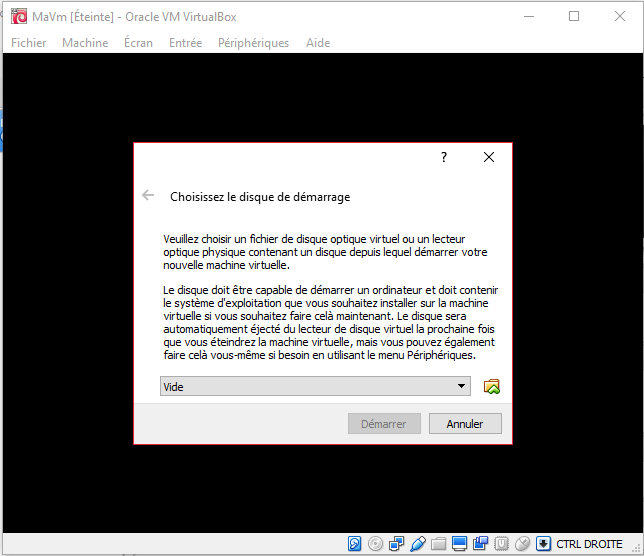 MaVm [Éteinte] - Oracle VM VirtualBox
Fichier Machine Écran Entrée Périphériques Aide
?
Choisissez le disque de démarrage
Veuillez choisir un fichier de disque optique virtuel ou un lecteur
optique physique contenant un disque depuis lequel démarrer votre
nouvelle machine virtuelle.
Le disque doit être capable de démarrer un ordinateur et doit contenir
le système d'exploitation que vous souhaitez installer sur la machine
virtuelle si vous souhaitez faire celà maintenant. Le disque sera
automatiquement éjecté du lecteur de disque virtuel la prochaine fois
que vous éteindrez la machine virtuelle, mais vous pouvez également
faire celà vous-même si besoin en utilisant le menu Périphériques.
Vide
Démarrer Annuler
CTRL DROITE